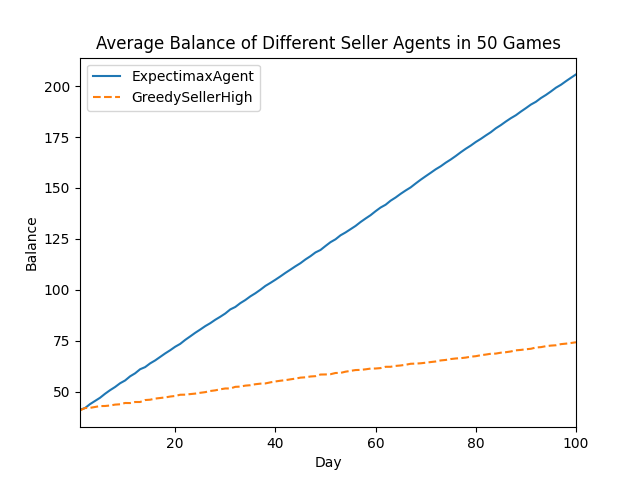 Average Balance of Different Seller Agents in 50 Games
ExpectimaxAgent
GreedySellerHigh
200
175
150
125
100
75
50
Balance
20 40 60 80 100
Day